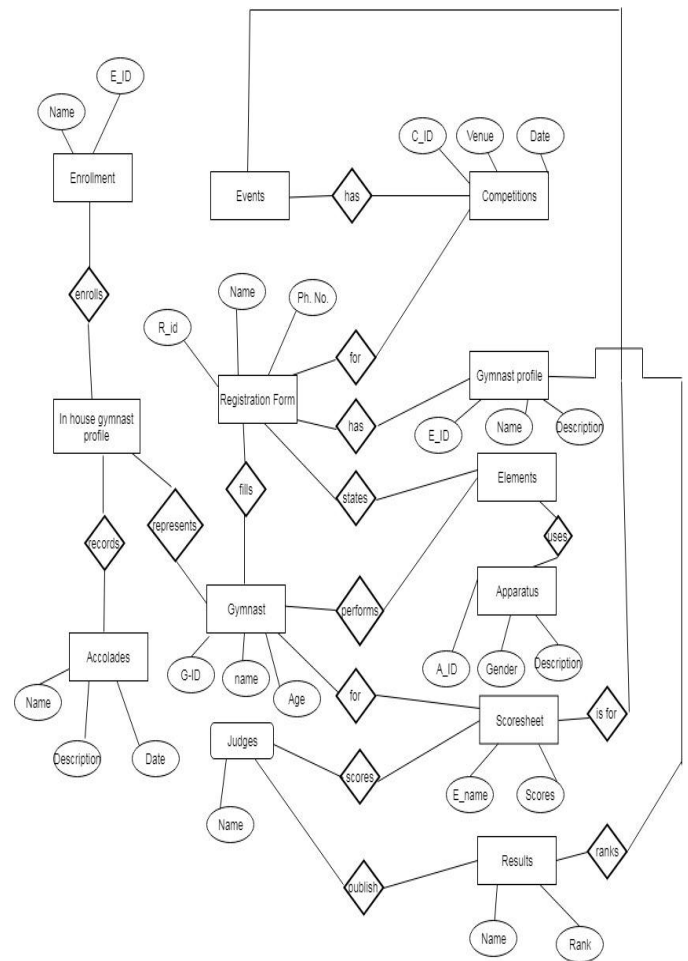 E_ID
Name
Enrollment
C_ID
Venue
Date
Events
has
Competitions
enrolls
Name
Ph. No.
R_id
for
Registration Form
Gymnast profile
has
E_ID
Name
Description
In house gymnast
profile
fills
states
Elements
represents
uses
records
Gymnast
performs
Apparatus
G-ID
name
Age
A_ID
Gender
Description
Accolades
Name
Description
Date
for
Scoresheet
is for
Judges
scores
Name
E_name
Scores
publish
Results
ranks
Name
Rank